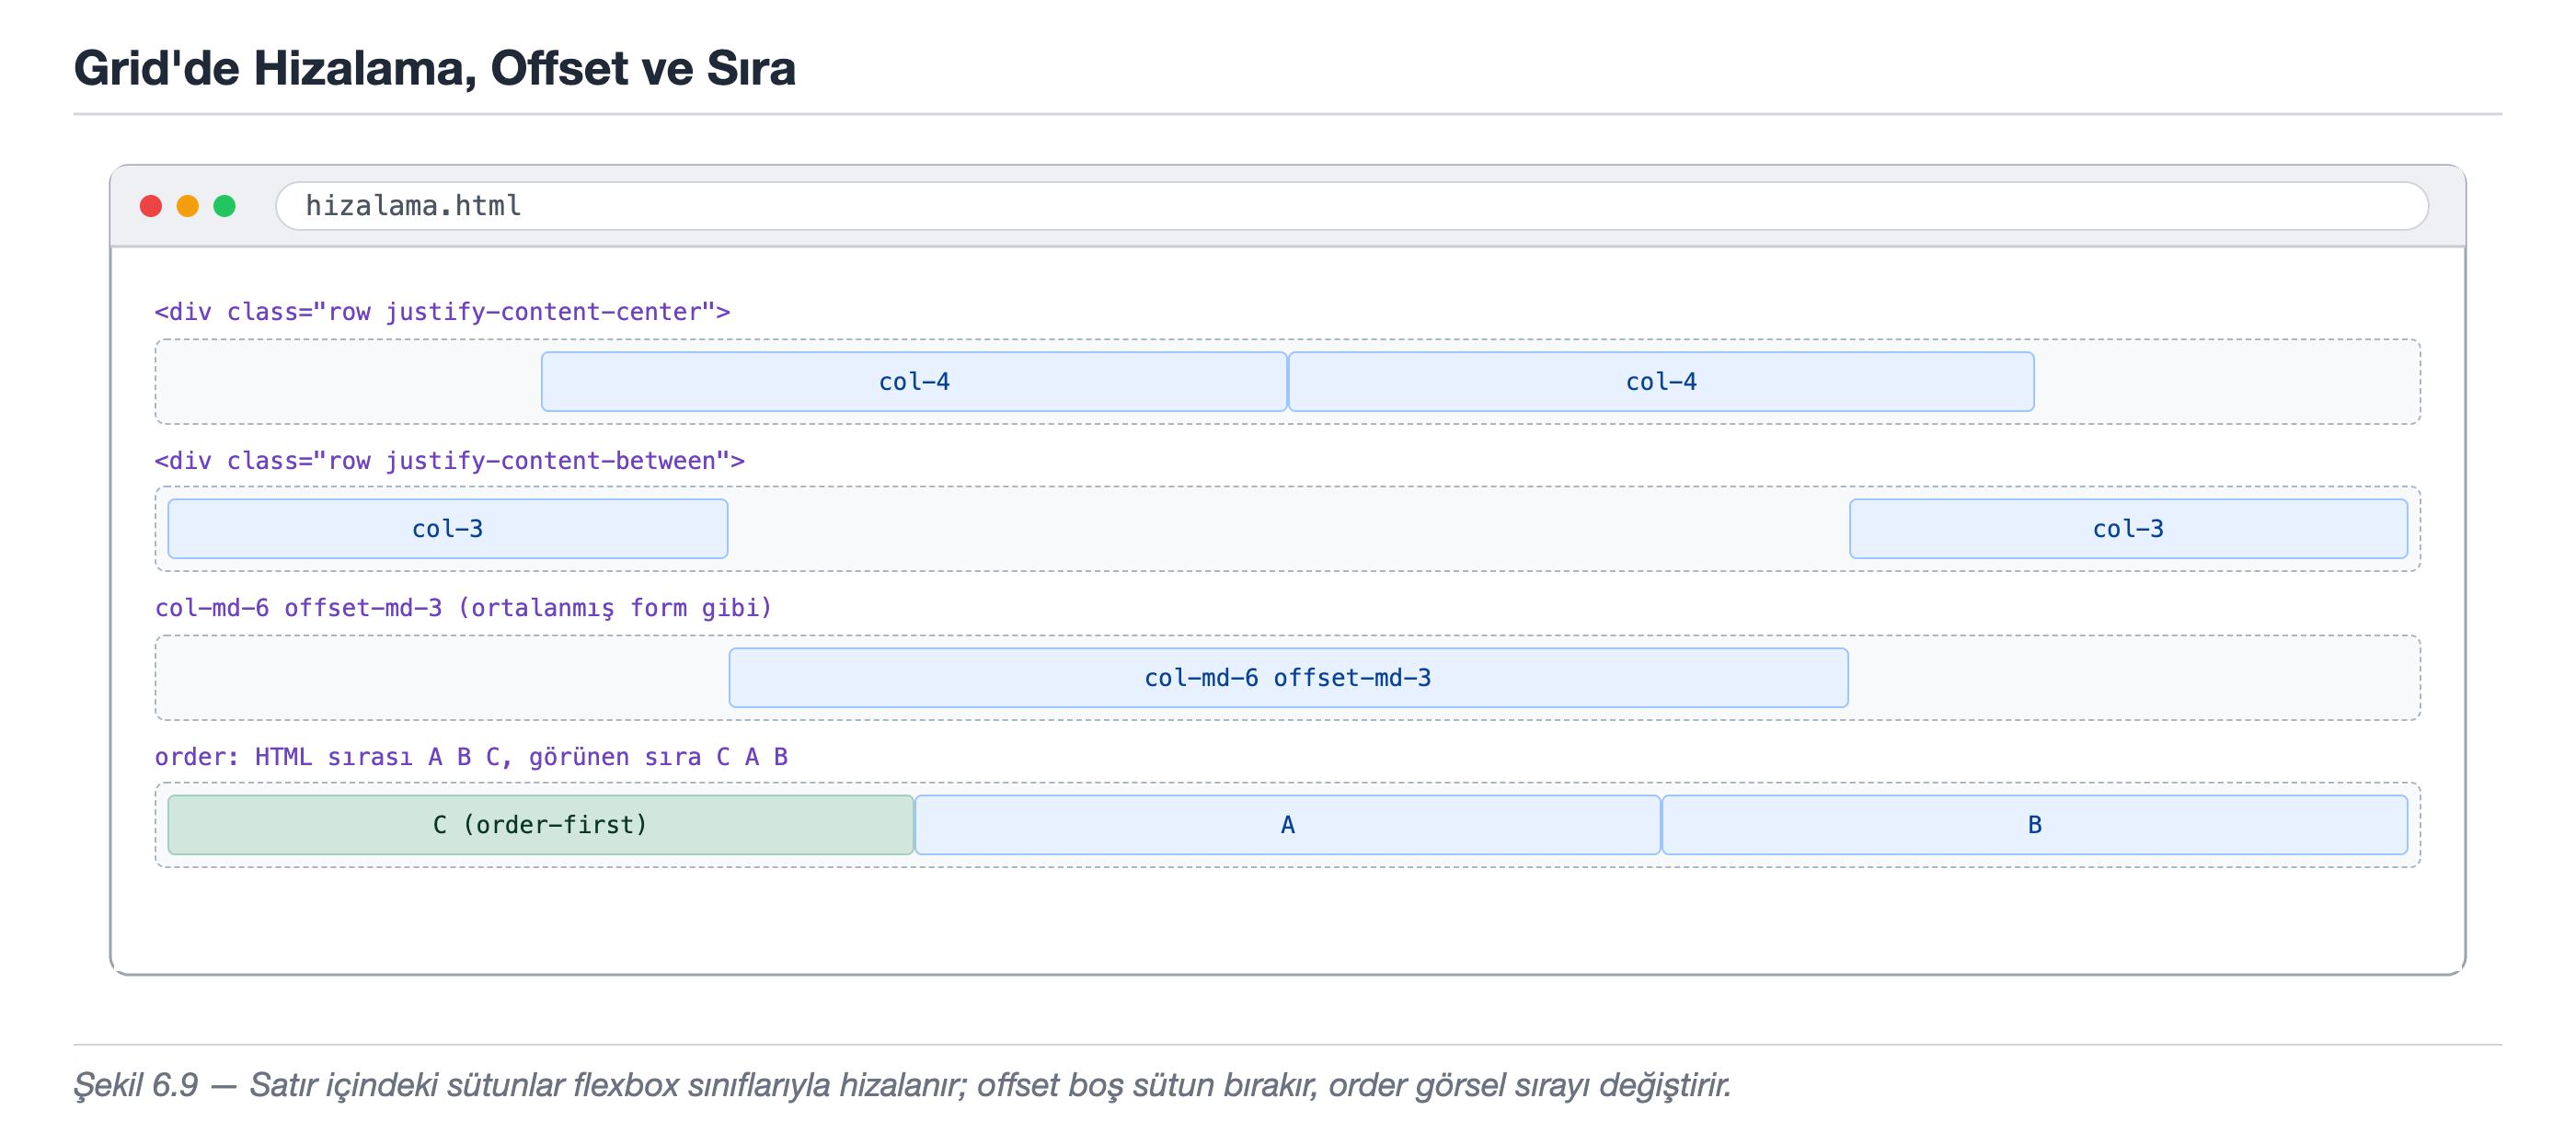 Grid'de Hizalama, Offset ve Sıra
hizalama.html
<div class="row justify-content-center">
col-4 col-4
<div class="row justify-content-between">
col-3 col-3
col-md-6 offset-md-3 (ortalanmış form gibi)
col-md-6 offset-md-3
order: HTML sırası A B C, görünen sıra C A B
C (order-first) A B
Şekil 6.9 — Satır içindeki sütunlar flexbox sınıflarıyla hizalanır; offset boş sütun bırakır, order görsel sırayı değiştirir.